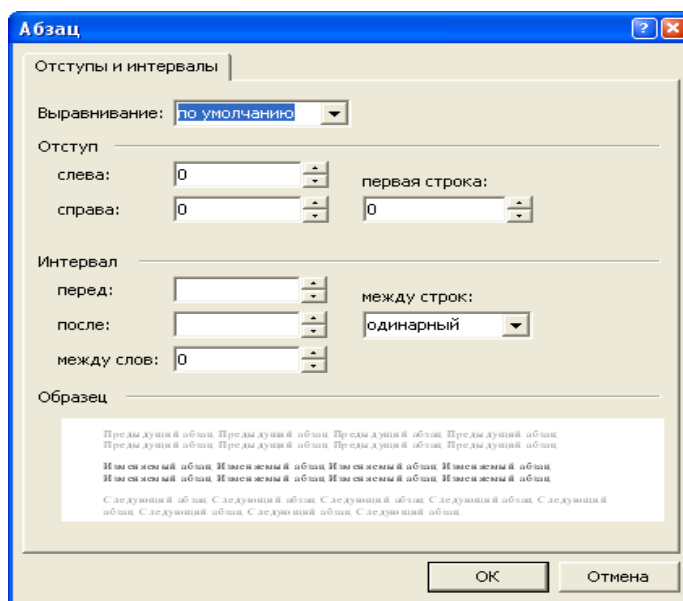 Абзац
Отступы и интервалы
Выравнивание: по умолчанию
Отступ
слева: 0
первая строка:
справа: 0
0
Интервал
перед:
между строк:
после:
одинарный
между слов: 0
Образец
Предыдущий абзац Предыдущий абзац Предыдущий абзац Предыдущий абзац
Предыдущий абзац Предыдущий абзац Предыдущий абзац Предыдущий абзац
Изменяемый абзац Изменяемый абзац Изменяемый абзац Изменяемый абзац
Изменяемый абзац Изменяемый абзац Изменяемый абзац Изменяемый абзац
Следующий абзац Следующий абзац Следующий абзац Следующий абзац Следующий
абзац Следующий абзац Следующий абзац Следующий абзац
ОК
Отмена